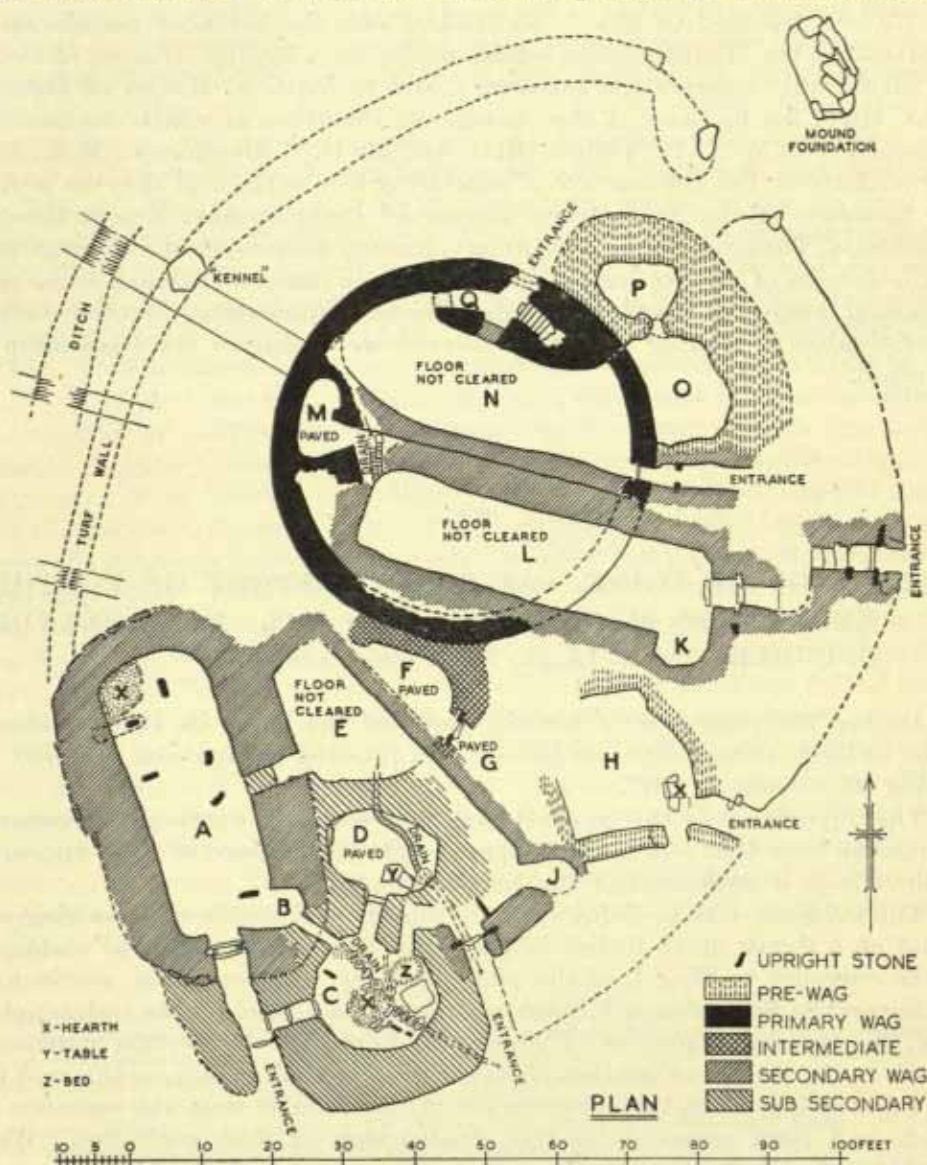 MOUND
FOUNDATION
ENTRANCE
"KENNEL"
P
DITCH
Q
FLOOR
NOT CLEARED
N
O
M
PAVED
WALL
DRAIN
ENTRANCE
FLOOR
NOT CLEARED
L
ENTRANCE
TURF
K
F
PAVED
FLOOR
NOT
CLEARED
E
X
PAVED
G
H
X
ENTRANCE
A
D
PAVED
DRAIN
Y
J
B
DRAIN
Z
C
X
ENTRANCE
ENTRANCE
X-HEARTH
Y-TABLE
Z-BED
UPRIGHT STONE
PRE-WAG
PRIMARY WAG
INTERMEDIATE
SECONDARY WAG
SUB SECONDARY
PLAN
10 0 10 20 30 40 50 60 70 80 90 100 FEET